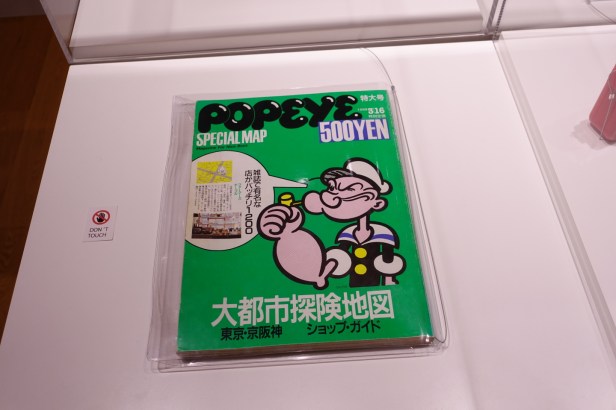 POPEYE
特大号
SPECIAL MAP
3/16
500YEN
雑誌で有名な
店がバッチリ1200
大都市探険地図
東京・京阪神 ショップ・ガイド
DON'T
TOUCH